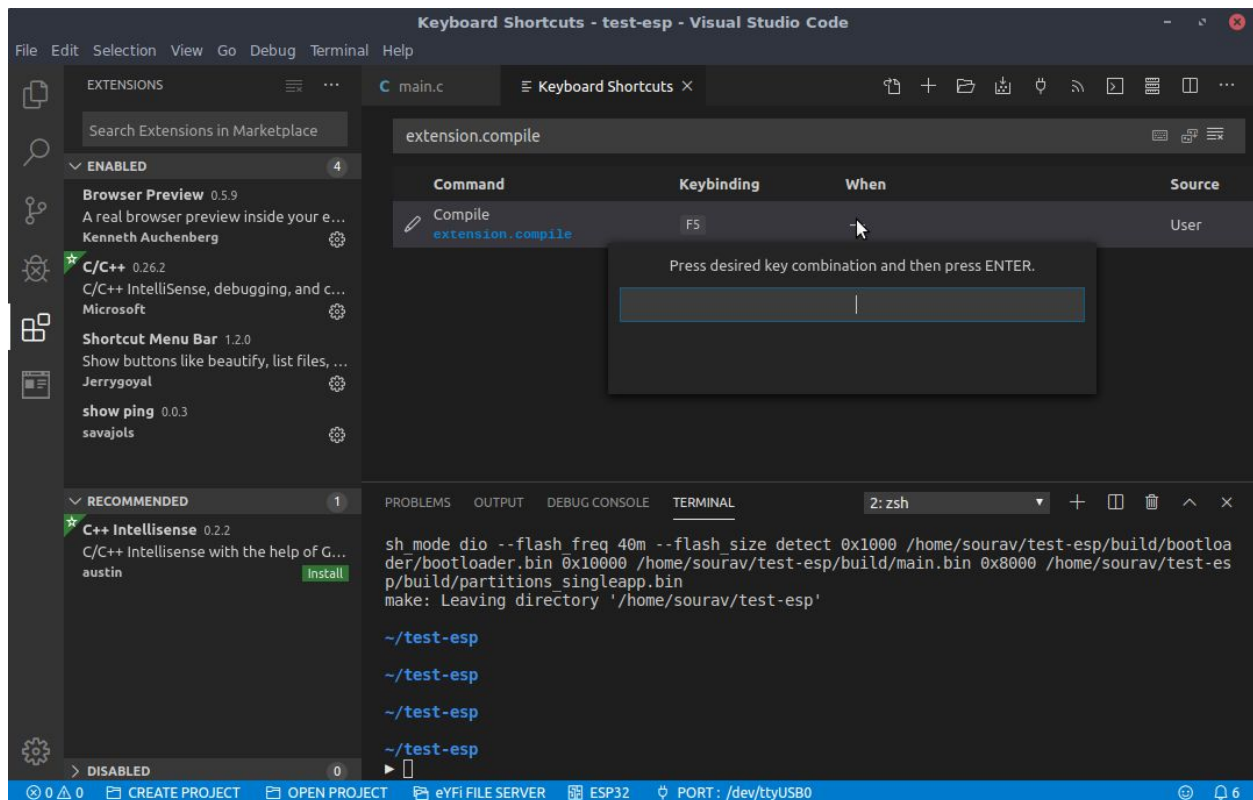 Keyboard Shortcuts - test-esp - Visual Studio Code
File Edit Selection View Go Debug Terminal Help
EXTENSIONS
Search Extensions in Marketplace
ENABLED 4
Browser Preview 0.5.9
A real browser preview inside your e...
Kenneth Auchenberg
C/C++ 0.26.2
C/C++ IntelliSense, debugging, and c...
Microsoft
Shortcut Menu Bar 1.2.0
Show buttons like beautify, list files, ...
Jerrygoyal
show ping 0.0.3
savajols
RECOMMENDED 1
C++ Intellisense 0.2.2
C/C++ Intellisense with the help of G...
austin Install
DISABLED 0
C main.c Keyboard Shortcuts
extension.compile
Command Keybinding When Source
Compile F5 — User
extension.compile
Press desired key combination and then press ENTER.
PROBLEMS OUTPUT DEBUG CONSOLE TERMINAL 2: zsh
sh_mode dio --flash_freq 40m --flash_size detect 0x1000 /home/sourav/test-esp/build/bootloa
der/bootloader.bin 0x10000 /home/sourav/test-esp/build/main.bin 0x8000 /home/sourav/test-es
p/build/partitions_singleapp.bin
make: Leaving directory '/home/sourav/test-esp'
~/test-esp
~/test-esp
~/test-esp
~/test-esp
0 0 CREATE PROJECT OPEN PROJECT eYFi FILE SERVER ESP32 PORT : /dev/ttyUSB0 6